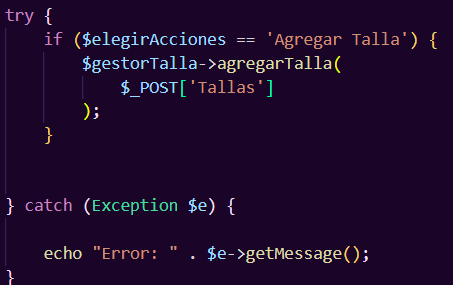 try {
    if ($elegirAcciones == 'Agregar Talla') {
        $gestorTalla->agregarTalla(
            $_POST['Tallas']
        );
    }
} catch (Exception $e) {
    echo "Error: " . $e->getMessage();
}